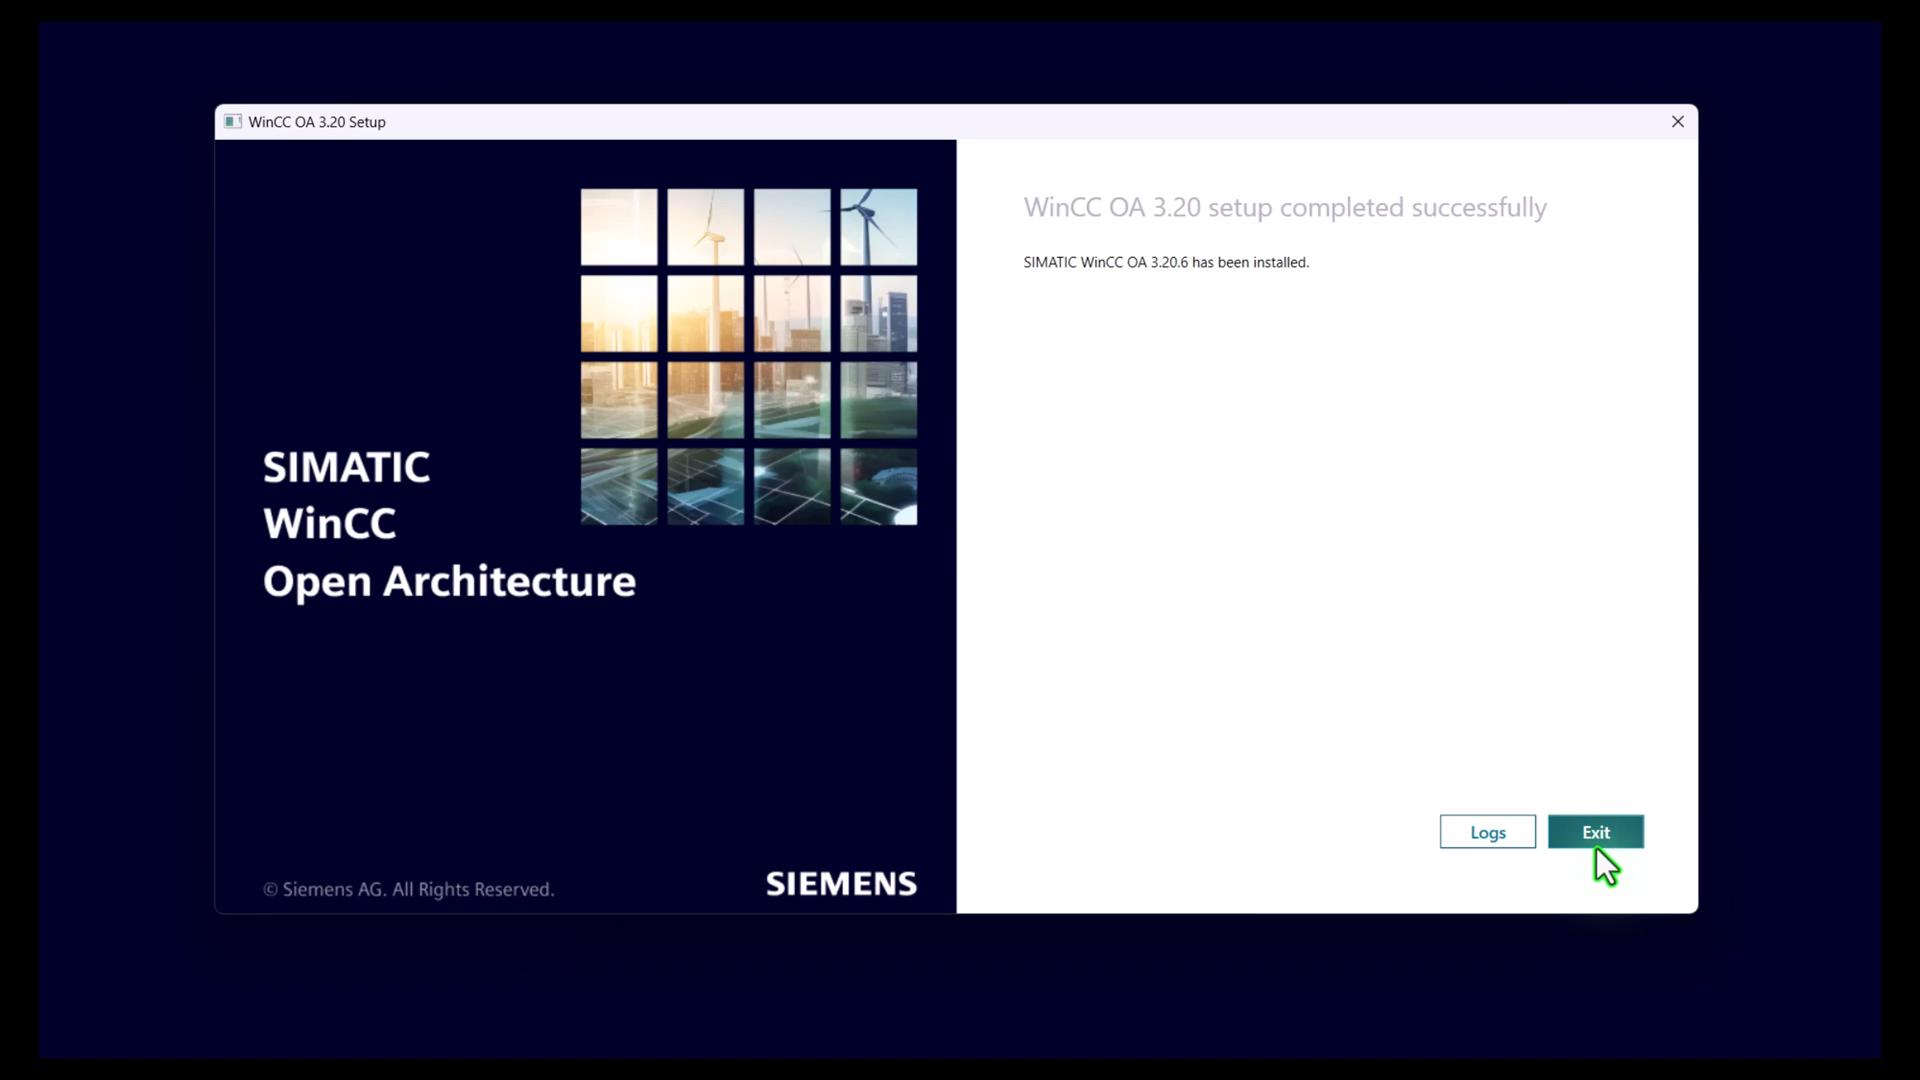 WinCC OA 3.20 Setup
SIMATIC
WinCC
Open Architecture
© Siemens AG. All Rights Reserved.
SIEMENS
WinCC OA 3.20 setup completed successfully
SIMATIC WinCC OA 3.20.6 has been installed.
Logs
Exit